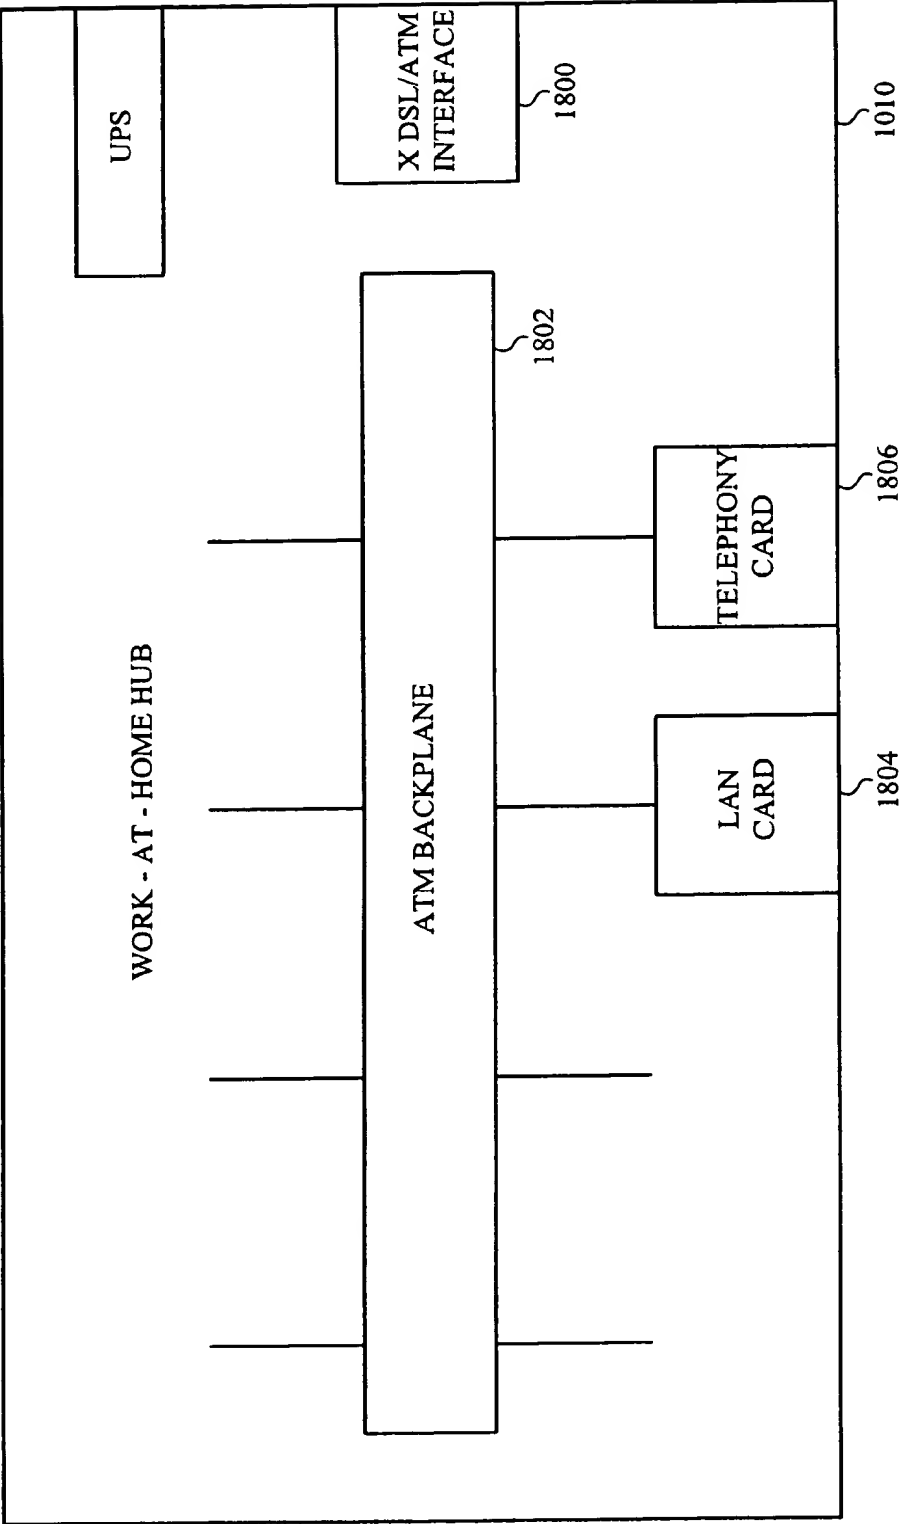 WORK - AT - HOME HUB
UPS
ATM BACKPLANE
X DSL/ATM
INTERFACE
1800
1802
LAN
CARD
TELEPHONY
CARD
1804
1806
1010